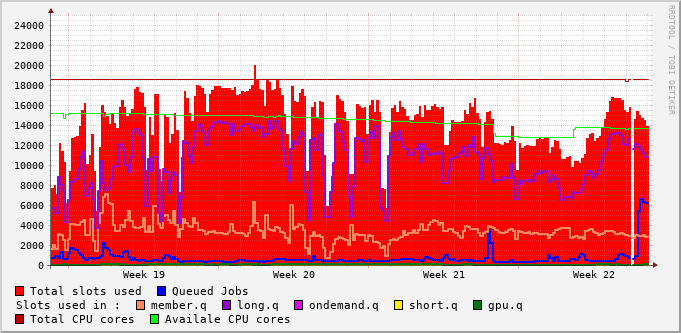 24000
22000
20000
18000
16000
14000
12000
10000
8000
6000
4000
2000
0
Week 19 Week 20 Week 21 Week 22
Total slots used Queued Jobs
Slots used in : member.q long.q ondemand.q short.q gpu.q
Total CPU cores Availale CPU cores
RRDTOOL / TOBI OETIKER